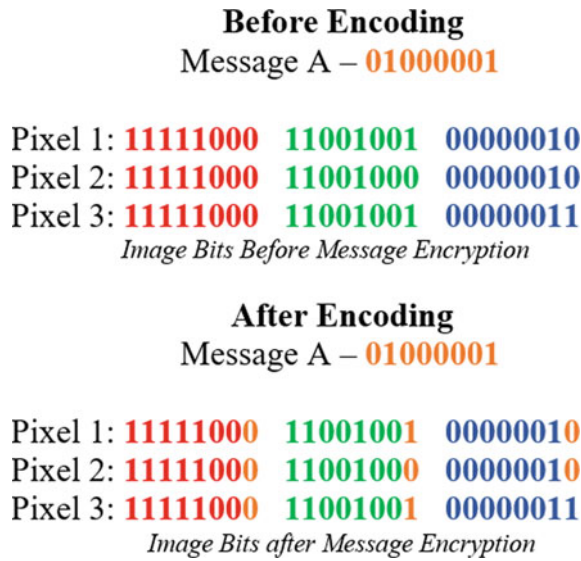 Before Encoding
Message A – 01000001
Pixel 1: 11111000 11001001 00000010
Pixel 2: 11111000 11001000 00000010
Pixel 3: 11111000 11001001 00000011
Image Bits Before Message Encryption
After Encoding
Message A – 01000001
Pixel 1: 11111000 11001001 00000010
Pixel 2: 11111000 11001000 00000010
Pixel 3: 11111000 11001001 00000011
Image Bits after Message Encryption